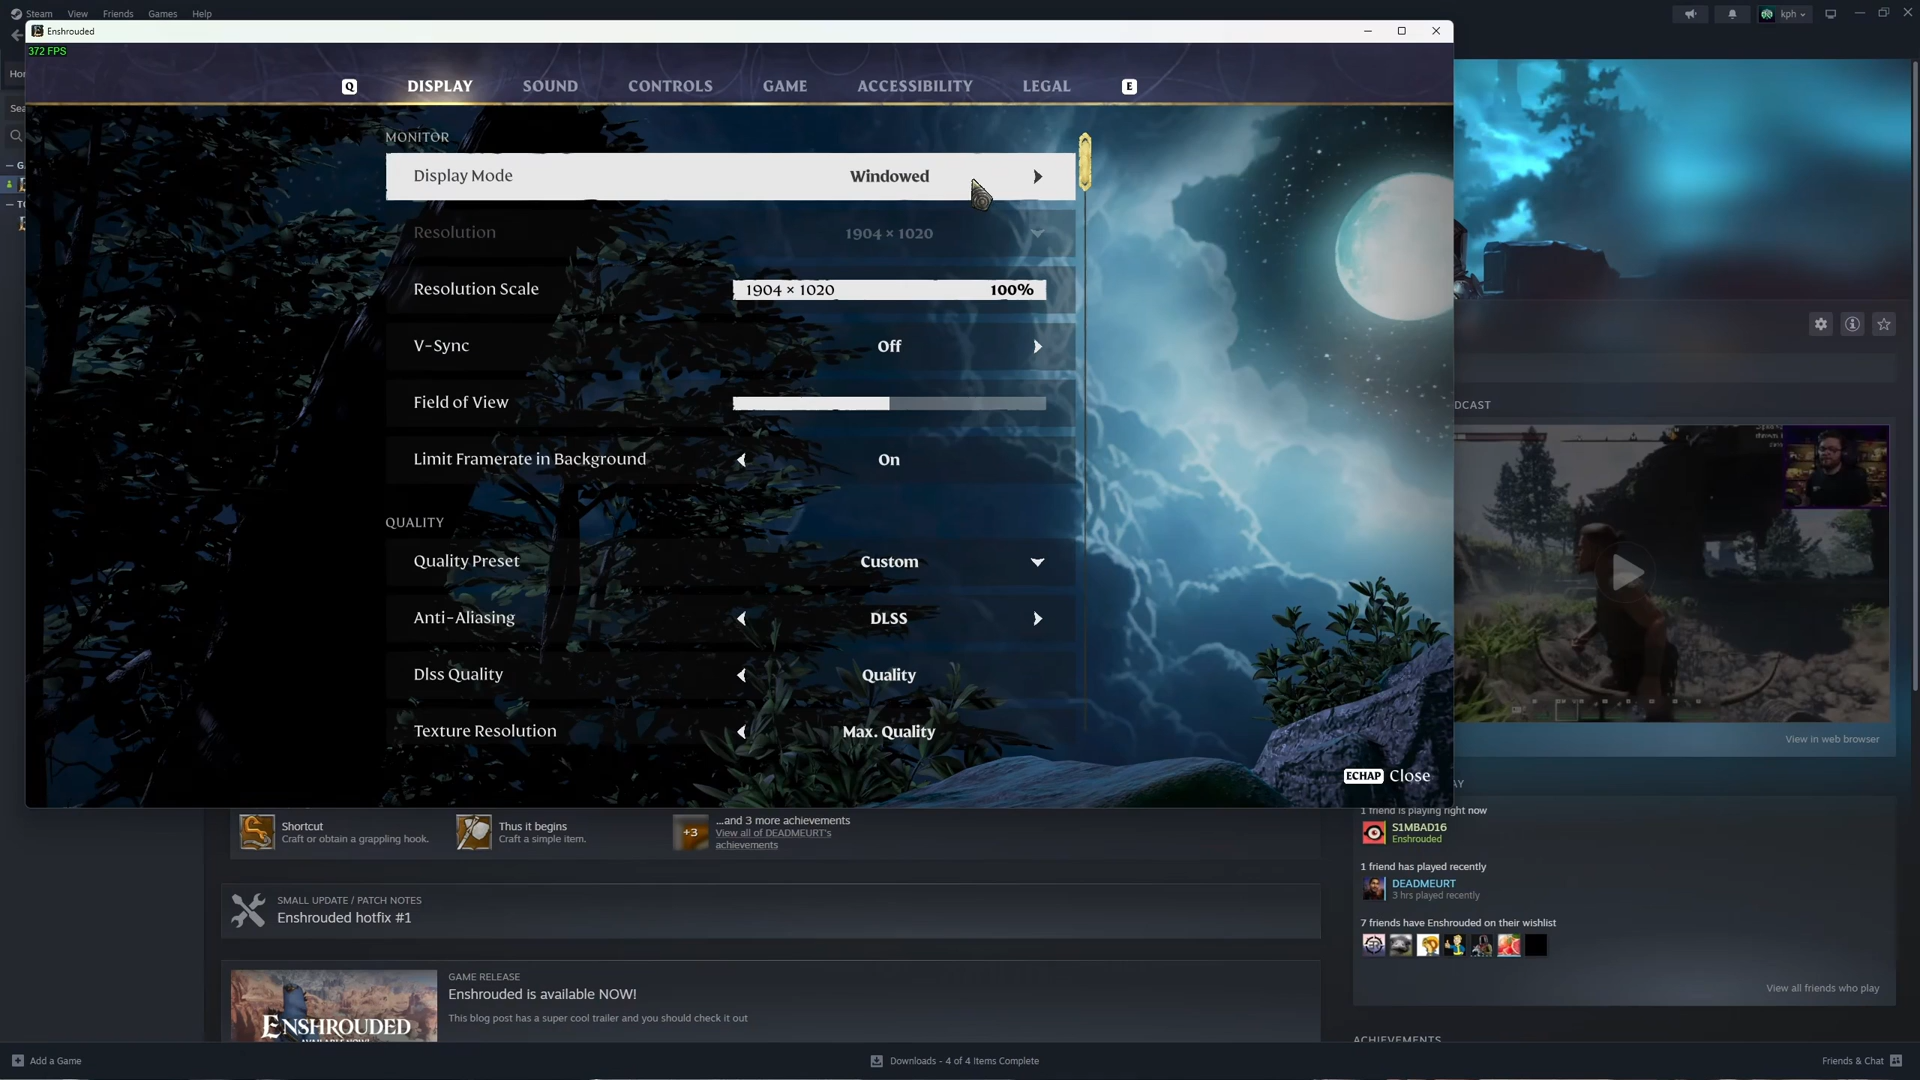 Steam View Friends Games Help
kph
Enshrouded
372 FPS
Q DISPLAY SOUND CONTROLS GAME ACCESSIBILITY LEGAL E
MONITOR
Display Mode Windowed
Resolution 1904 × 1020
Resolution Scale 1904 × 1020 100%
V-Sync Off
Field of View
Limit Framerate in Background On
QUALITY
Quality Preset Custom
Anti-Aliasing DLSS
Dlss Quality Quality
Texture Resolution Max. Quality
ECHAP Close
DCAST
View in web browser
1 friend is playing right now
S1MBAD16
Enshrouded
1 friend has played recently
DEADMEURT
3 hrs played recently
7 friends have Enshrouded on their wishlist
View all friends who play
ACHIEVEMENTS
Shortcut
Craft or obtain a grappling hook.
Thus it begins
Craft a simple item.
+3
...and 3 more achievements
View all of DEADMEURT's
achievements
SMALL UPDATE / PATCH NOTES
Enshrouded hotfix #1
GAME RELEASE
Enshrouded is available NOW!
This blog post has a super cool trailer and you should check it out
ENSHROUDED
Add a Game
Downloads - 4 of 4 Items Complete
Friends & Chat